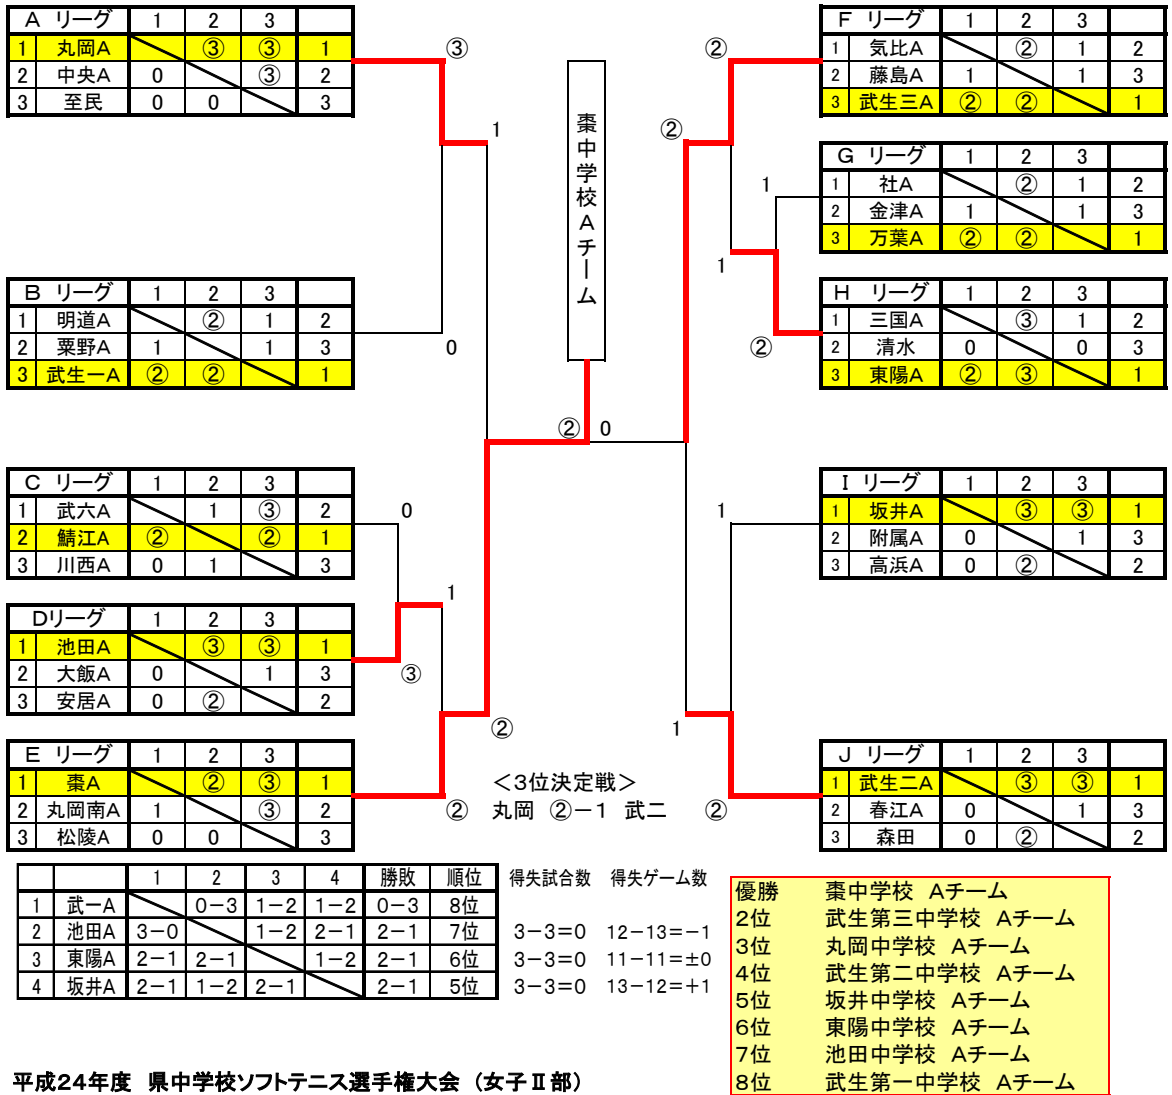 A リーグ 1 2 3
1 丸岡A ③ ③ 1
2 中央A 0 ③ 2
3 至民 0 0 3
B リーグ 1 2 3
1 明道A ② 1 2
2 粟野A 1 1 3
3 武生一A ② ② 1
C リーグ 1 2 3
1 武六A 1 ③ 2
2 鯖江A ② ② 1
3 川西A 0 1 3
Dリーグ 1 2 3
1 池田A ③ ③ 1
2 大飯A 0 1 3
3 安居A 0 ② 2
E リーグ 1 2 3
1 棗A ② ③ 1
2 丸岡南A 1 ③ 2
3 松陵A 0 0 3
③
1
0
0
1
③
②
②
棗中学校Aチーム
② 0
<3位決定戦>
丸岡 ②-1 武二
②
②
1
1
②
1
1
②
F リーグ 1 2 3
1 気比A ② 1 2
2 藤島A 1 1 3
3 武生三A ② ② 1
G リーグ 1 2 3
1 社A ② 1 2
2 金津A 1 1 3
3 万葉A ② ② 1
H リーグ 1 2 3
1 三国A ③ 1 2
2 清水 0 0 3
3 東陽A ② ③ 1
I リーグ 1 2 3
1 坂井A ③ ③ 1
2 附属A 0 1 3
3 高浜A 0 ② 2
J リーグ 1 2 3
1 武生二A ③ ③ 1
2 春江A 0 1 3
3 森田 0 ② 2
1 2 3 4 勝敗 順位 得失試合数 得失ゲーム数
1 武一A 0-3 1-2 1-2 0-3 8位
2 池田A 3-0 1-2 2-1 2-1 7位 3-3=0 12-13=-1
3 東陽A 2-1 2-1 1-2 2-1 6位 3-3=0 11-11=±0
4 坂井A 2-1 1-2 2-1 2-1 5位 3-3=0 13-12=+1
優勝 棗中学校 Aチーム
2位 武生第三中学校 Aチーム
3位 丸岡中学校 Aチーム
4位 武生第二中学校 Aチーム
5位 坂井中学校 Aチーム
6位 東陽中学校 Aチーム
7位 池田中学校 Aチーム
8位 武生第一中学校 Aチーム
平成24年度 県中学校ソフトテニス選手権大会 (女子Ⅱ部)